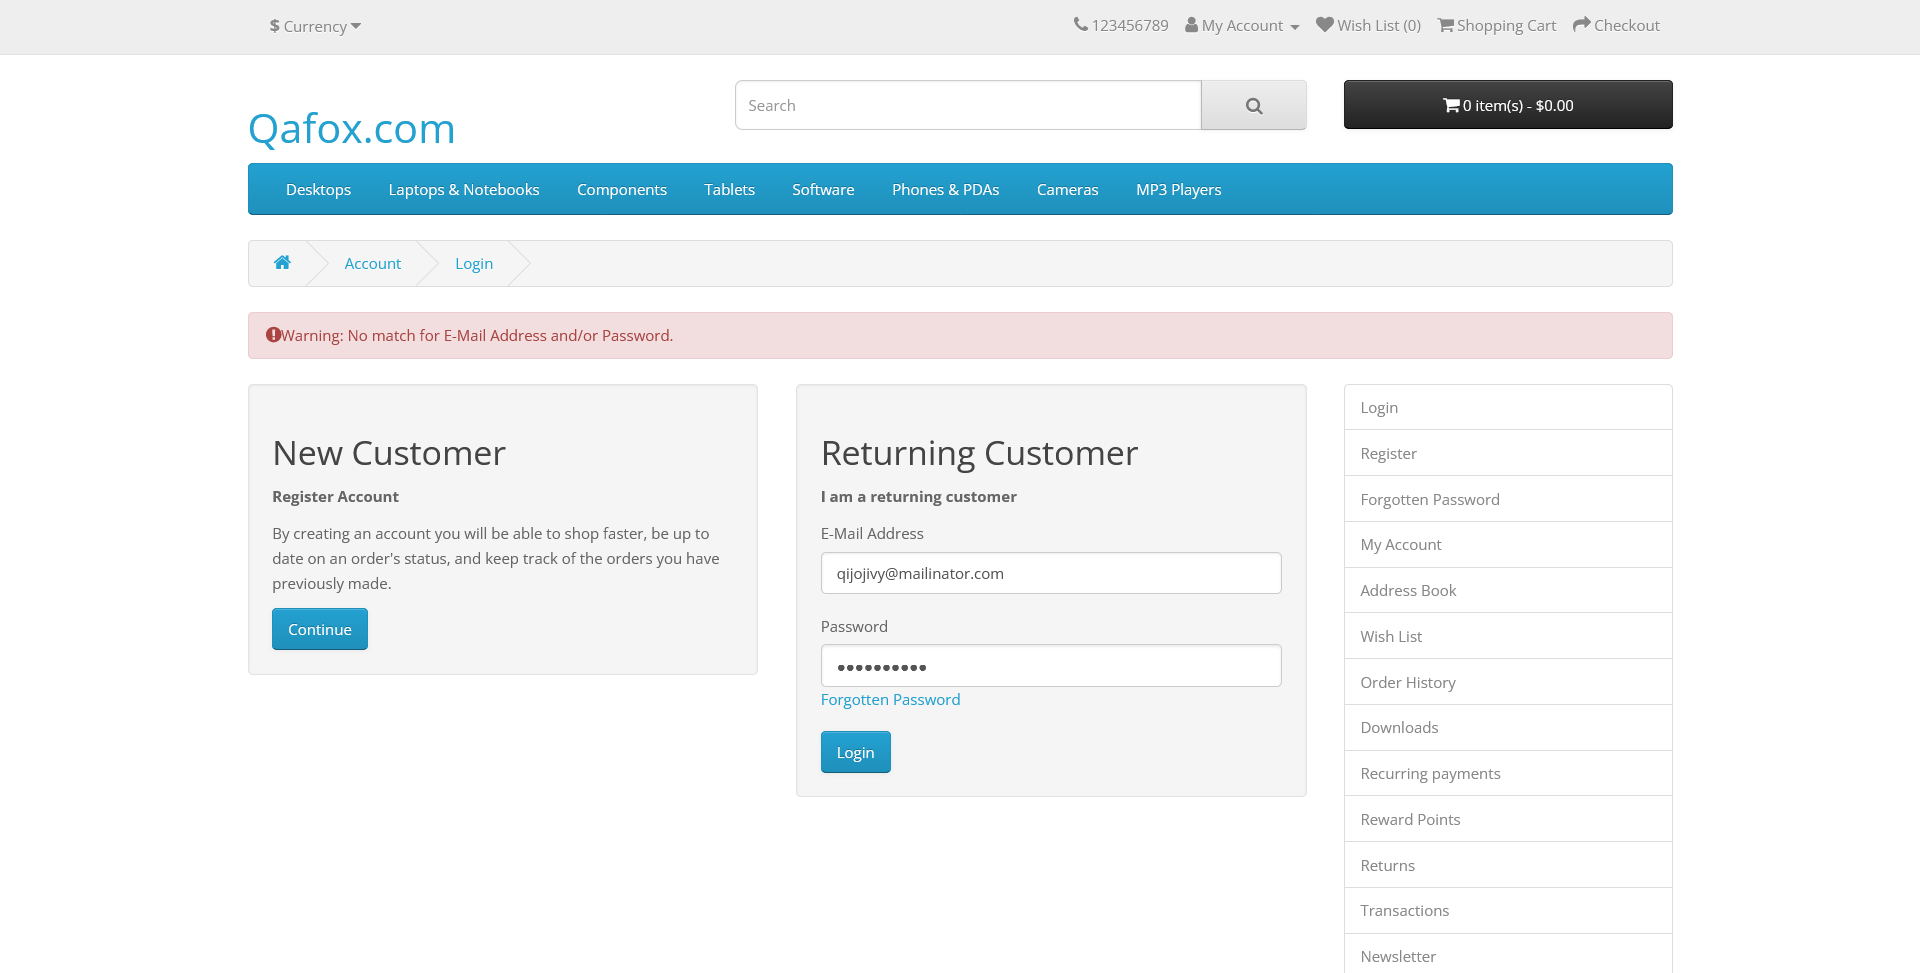 $ Currency
123456789 My Account Wish List (0) Shopping Cart Checkout
Qafox.com
Search
0 item(s) - $0.00
Desktops Laptops & Notebooks Components Tablets Software Phones & PDAs Cameras MP3 Players
Account Login
Warning: No match for E-Mail Address and/or Password.
New Customer
Register Account
By creating an account you will be able to shop faster, be up to
date on an order's status, and keep track of the orders you have
previously made.
Continue
Returning Customer
I am a returning customer
E-Mail Address
qijojivy@mailinator.com
Password
••••••••••
Forgotten Password
Login
Login
Register
Forgotten Password
My Account
Address Book
Wish List
Order History
Downloads
Recurring payments
Reward Points
Returns
Transactions
Newsletter